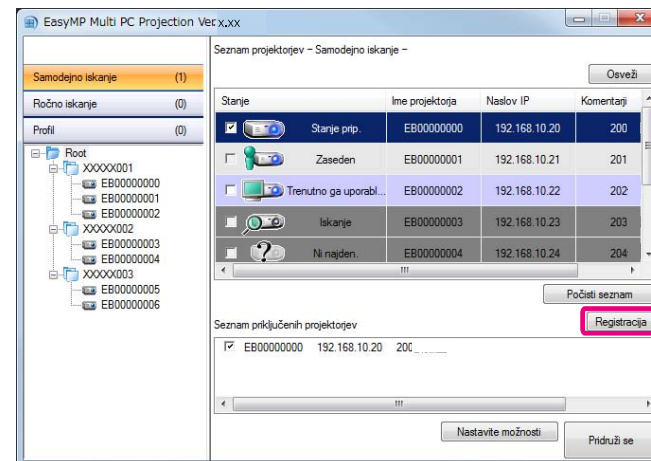 EasyMP Multi PC Projection Ver.x.xx
Seznam projektorjev - Samodejno iskanje -
Samodejno iskanje (1)
Osveži
Ročno iskanje (0)
Profil (0)
Root
XXXXX001
EB00000000
EB00000001
EB00000002
XXXXX002
EB00000003
EB00000004
XXXXX003
EB00000005
EB00000006
Stanje Ime projektorja Naslov IP Komentarji
Stanje prip. EB00000000 192.168.10.20 200
Zaseden EB00000001 192.168.10.21 201
Trenutno ga uporabl... EB00000002 192.168.10.22 202
Iskanje EB00000003 192.168.10.23 203
Ni najden. EB00000004 192.168.10.24 204
Počisti seznam
Seznam priključenih projektorjev
Registracija
EB00000000 192.168.10.20 200
Nastavite možnosti
Pridruži se